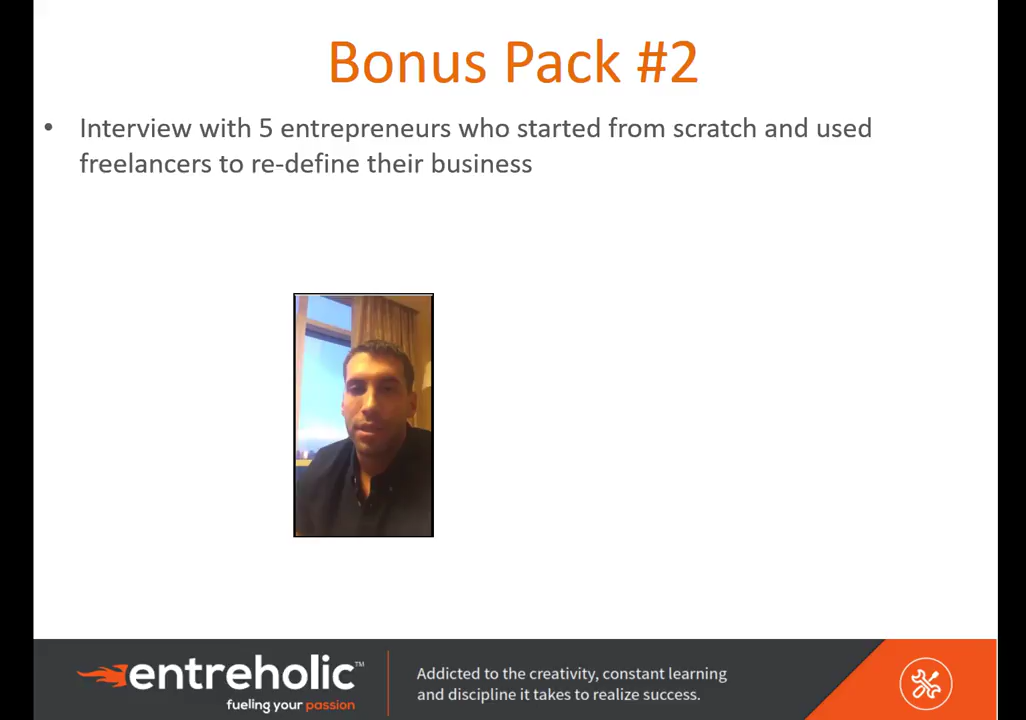 Bonus Pack #2
• Interview with 5 entrepreneurs who started from scratch and used
freelancers to re-define their business
entreholic™
fueling your passion
Addicted to the creativity, constant learning
and discipline it takes to realize success.